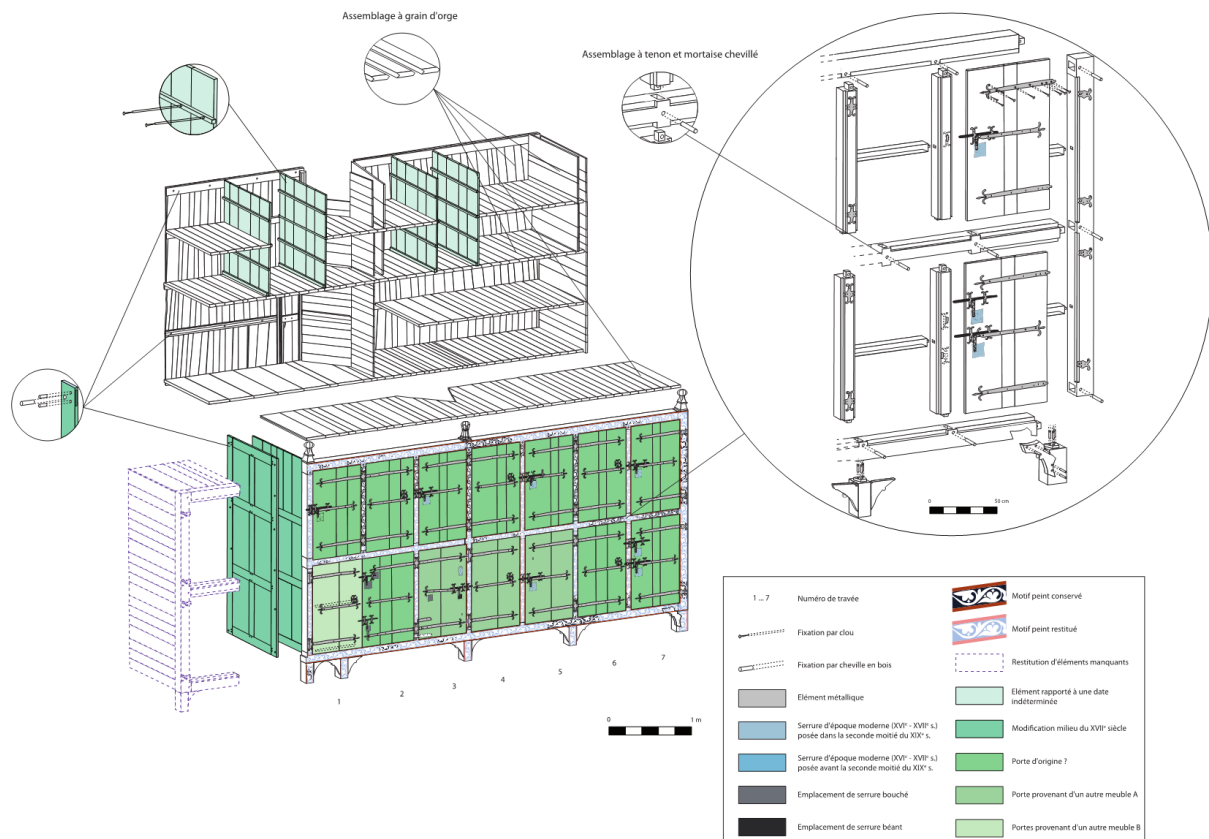 Assemblage à grain d'orge
Assemblage à tenon et mortaise chevillé
0 50 cm
1
2
3
4
5
6
7
0 1 m
1 ... 7 Numéro de travée
Fixation par clou
Fixation par cheville en bois
Elément métallique
Serrure d'époque moderne (XVIe - XVIIe s.)
posée dans la seconde moitié du XIXe s.
Serrure d'époque moderne (XVIe - XVIIe s.)
posée avant la seconde moitié du XIXe s.
Emplacement de serrure bouché
Emplacement de serrure béant
Motif peint conservé
Motif peint restitué
Restitution d'éléments manquants
Elément rapporté à une date
indéterminée
Modification milieu du XVIIe siècle
Porte d'origine ?
Porte provenant d'un autre meuble A
Portes provenant d'un autre meuble B